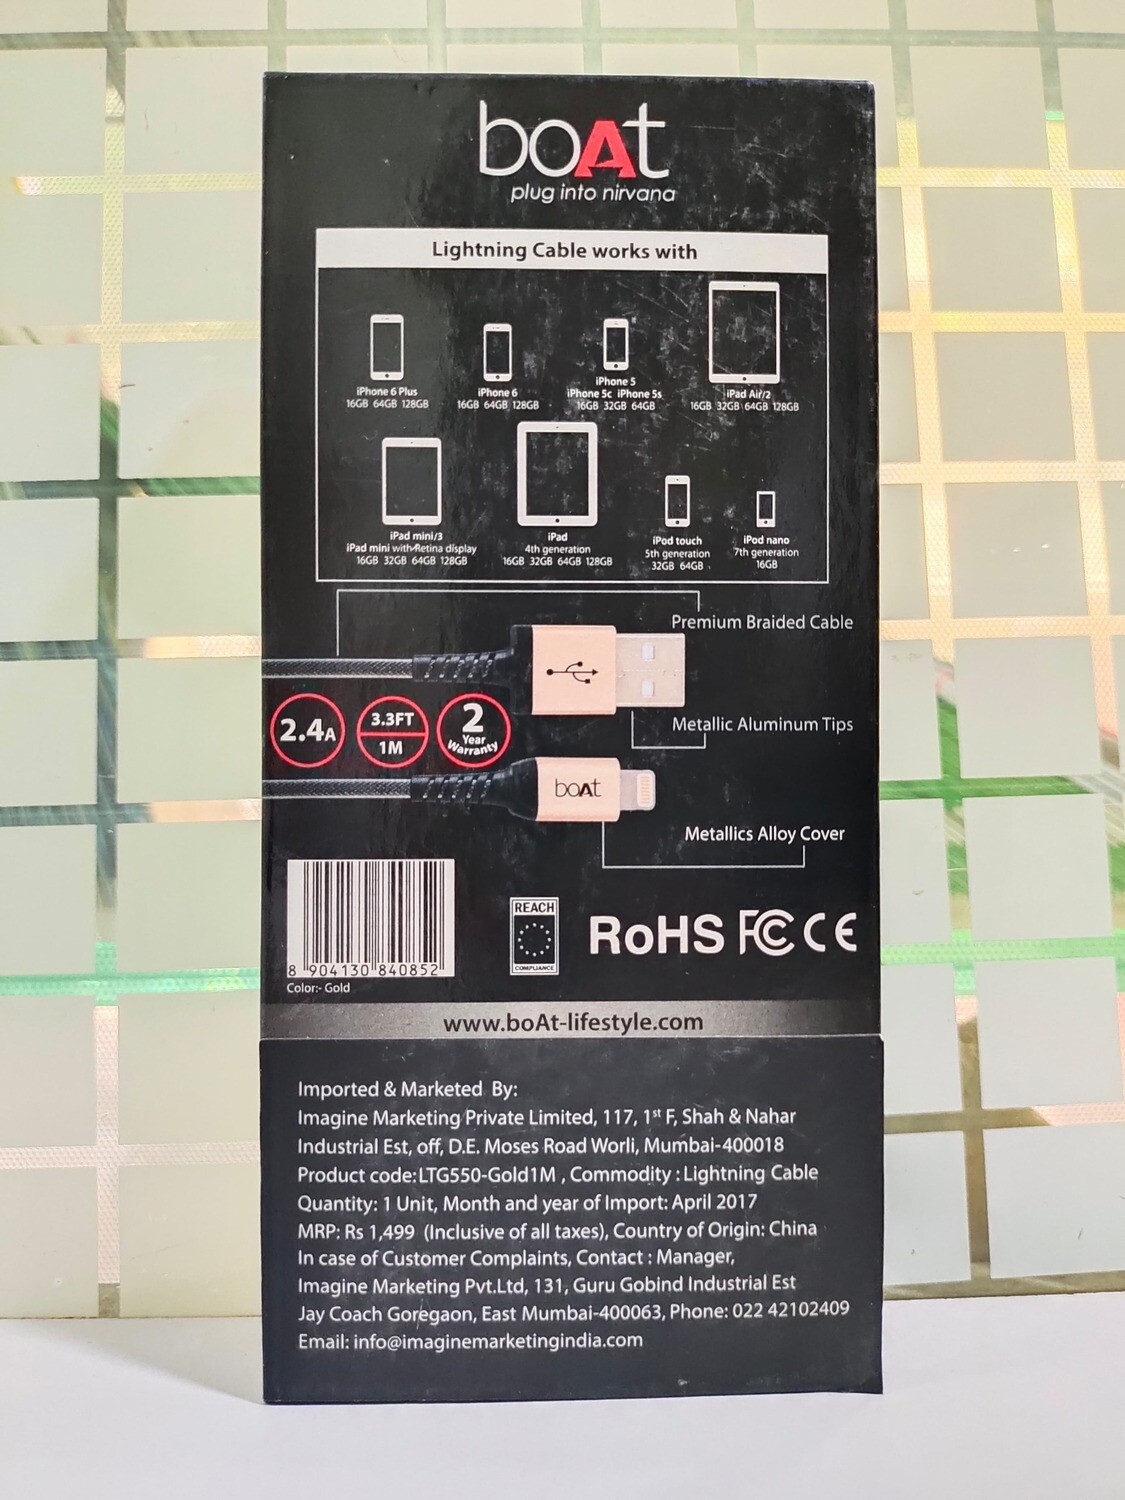 boAt
plug into nirvana
Lightning Cable works with
iPhone 6 Plus
16GB 64GB 128GB
iPhone 6
16GB 64GB 128GB
iPhone 5
iPhone 5c iPhone 5s
16GB 32GB 64GB
iPad Air/2
16GB 32GB 64GB 128GB
iPad mini/3
iPad mini with Retina display
16GB 32GB 64GB 128GB
iPad
4th generation
16GB 32GB 64GB 128GB
iPod touch
5th generation
32GB 64GB
iPod nano
7th generation
16GB
Premium Braided Cable
2.4A
3.3FT
1M
2
Year
Warranty
Metallic Aluminum Tips
boAt
Metallics Alloy Cover
8 904130 840852
Color:- Gold
REACH
COMPLIANCE
RoHS FC CE
www.boAt-lifestyle.com
Imported & Marketed By:
Imagine Marketing Private Limited, 117, 1st F, Shah & Nahar
Industrial Est, off, D.E. Moses Road Worli, Mumbai-400018
Product code:LTG550-Gold1M , Commodity : Lightning Cable
Quantity: 1 Unit, Month and year of Import: April 2017
MRP: Rs 1,499 (Inclusive of all taxes), Country of Origin: China
In case of Customer Complaints, Contact : Manager,
Imagine Marketing Pvt.Ltd, 131, Guru Gobind Industrial Est
Jay Coach Goregaon, East Mumbai-400063, Phone: 022 42102409
Email: info@imaginemarketingindia.com